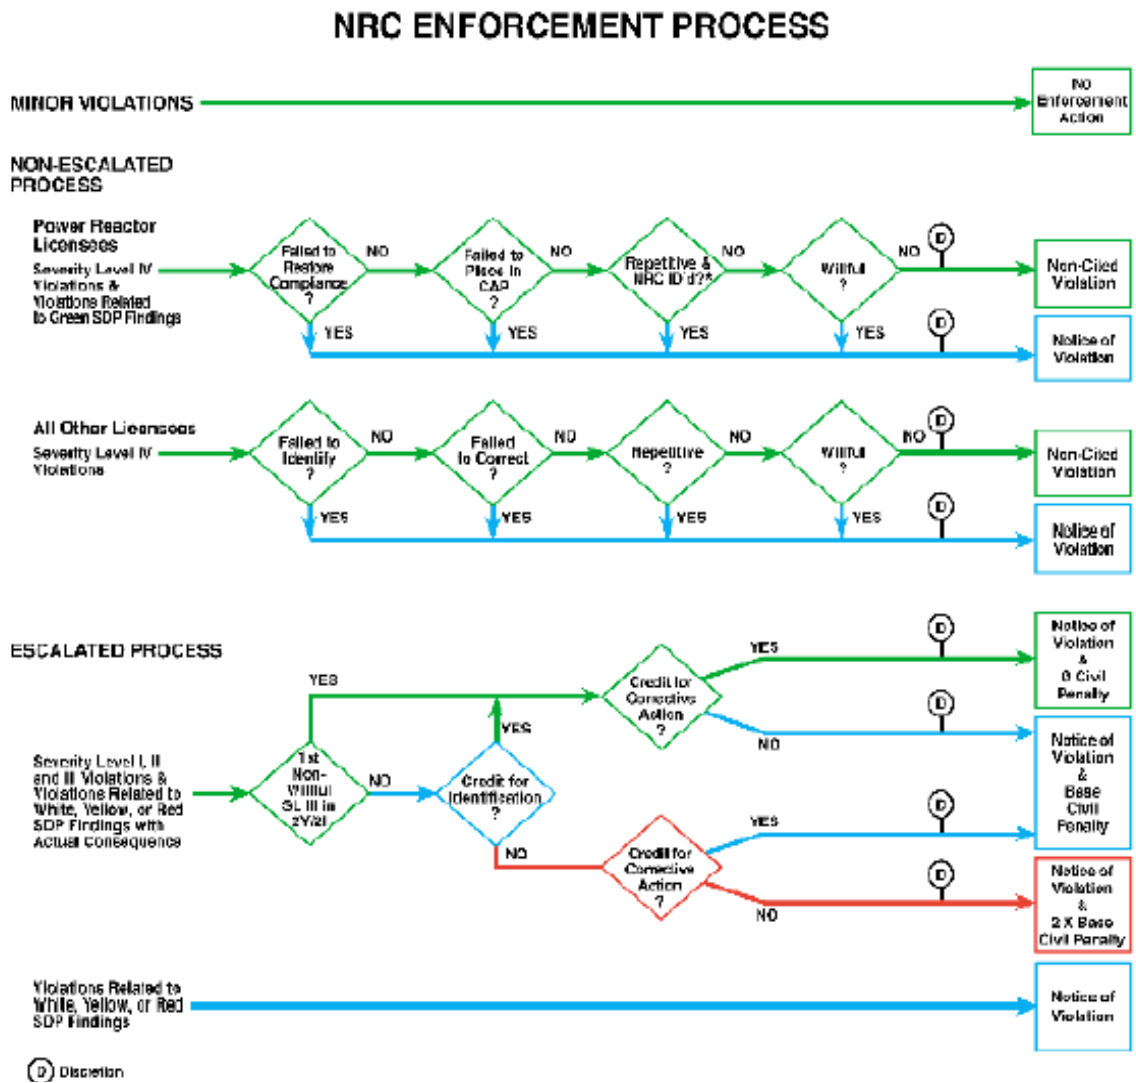 NRC ENFORCEMENT PROCESS
MINOR VIOLATIONS
No
Enforcement
Action
NON-ESCALATED
PROCESS
Power Reactor
Licensees
Severity Level IV
Violations &
Violations Related
to Green SDP Findings
Failed to
Restore
Compliance
?
NO
YES
Failed to
Place in
CAP
?
NO
YES
Repetitive &
NRC ID'd?*
NO
YES
Willful
?
NO
YES
D
D
Non-Cited
Violation
Notice of
Violation
All Other Licensees
Severity Level IV
Violations
Failed to
Identify
?
NO
YES
Failed
to Correct
?
NO
YES
Repetitive
?
NO
YES
Willful
?
NO
YES
D
D
Non-Cited
Violation
Notice of
Violation
ESCALATED PROCESS
Severity Level I, II
and III Violations &
Violations Related to
White, Yellow, or Red
SDP Findings with
Actual Consequence
YES
1st
Non-
Willful
SL III in
NO
YES
Credit for
Identification
?
NO
Credit for
Corrective
Action
?
YES
NO
D
D
Notice of
Violation
&
Civil
Penalty
Notice of
Violation
&
Base
Civil
Penalty
Credit for
Corrective
Action
?
YES
NO
D
D
Notice of
Violation
&
2 X Base
Civil Penalty
Violations Related to
White, Yellow, or Red
SDP Findings
Notice of
Violation
D Discretion